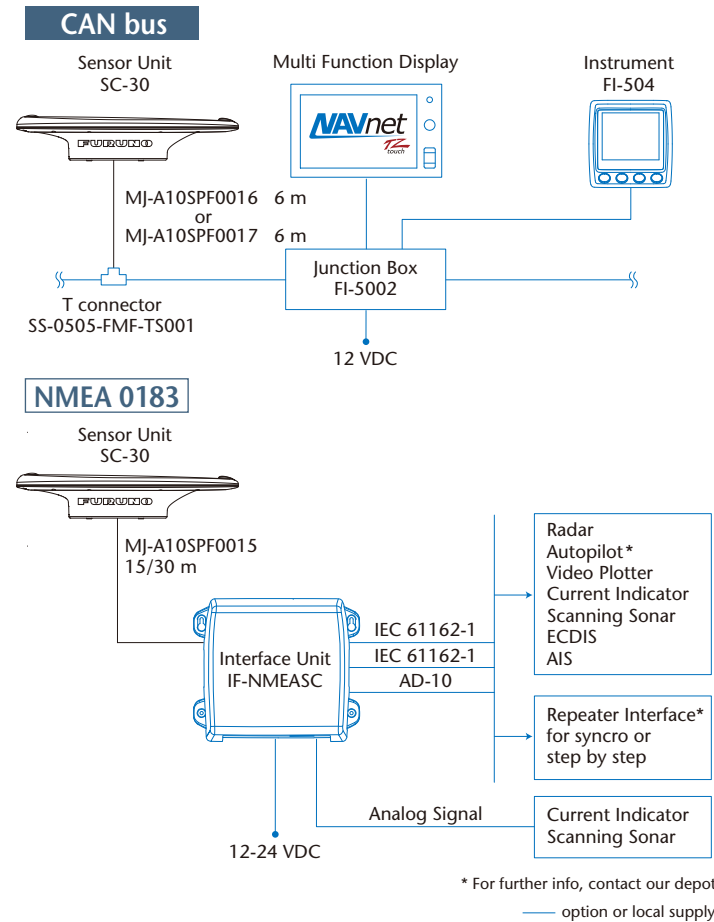 CAN bus
Sensor Unit
SC-30
Multi Function Display
Instrument
FI-504
FURUNO
NAVnet
TZ
touch
MJ-A10SPF0016 6 m
or
MJ-A10SPF0017 6 m
Junction Box
FI-5002
T connector
SS-0505-FMF-TS001
12 VDC
NMEA 0183
Sensor Unit
SC-30
FURUNO
MJ-A10SPF0015
15/30 m
Interface Unit
IF-NMEASC
IEC 61162-1
IEC 61162-1
AD-10
Radar
Autopilot*
Video Plotter
Current Indicator
Scanning Sonar
ECDIS
AIS
Repeater Interface*
for syncro or
step by step
Analog Signal
Current Indicator
Scanning Sonar
12-24 VDC
* For further info, contact our depot
option or local supply